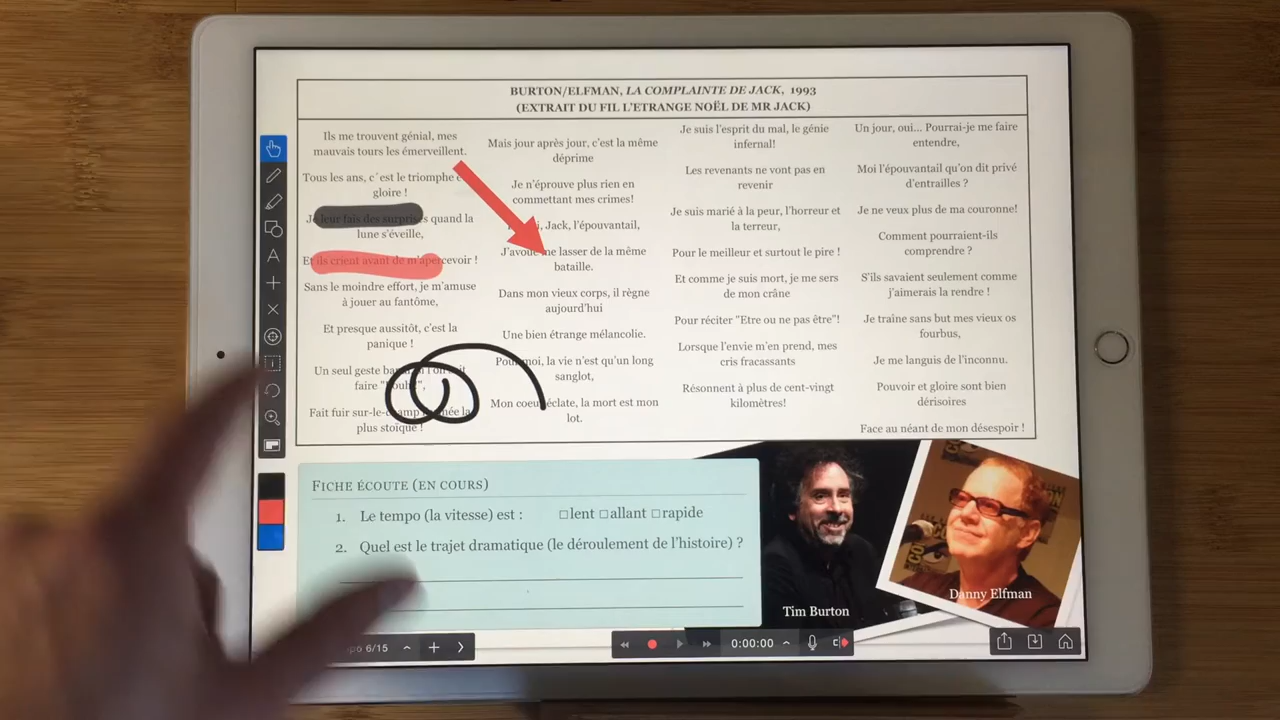 BURTON/ELFMAN, LA COMPLAINTE DE JACK, 1993
(EXTRAIT DU FIL L'ETRANGE NOËL DE MR JACK)
Ils me trouvent génial, mes
mauvais tours les émerveillent.
Tous les ans, c'est le triomphe
gloire !
Je leur fais des surprises quand la
lune s'éveille,
Et ils crient avant de m'apercevoir !
Sans le moindre effort, je m'amuse
à jouer au fantôme,
Et presque aussitôt, c'est la
panique !
Un seul geste
faire
Fait fuir sur-le-champ la
plus stoïque !
Mais jour après jour, c'est la même
déprime
Je n'éprouve plus rien en
commettant mes crimes!
Jack, l'épouvantail,
J'avoue me lasser de la même
bataille.
Dans mon vieux corps, il règne
aujourd'hui
Une bien étrange mélancolie.
Pour moi, la vie n'est qu'un long
sanglot,
Mon coeur éclate, la mort est mon
lot.
Je suis l'esprit du mal, le génie
infernal!
Les revenants ne vont pas en
revenir
Je suis marié à la peur, l'horreur et
la terreur,
Pour le meilleur et surtout le pire !
Et comme je suis mort, je me sers
de mon crâne
Pour réciter "Etre ou ne pas être"!
Lorsque l'envie m'en prend, mes
cris fracassants
Résonnent à plus de cent-vingt
kilomètres!
Un jour, oui... Pourrai-je me faire
entendre,
Moi l'épouvantail qu'on dit privé
d'entrailles ?
Je ne veux plus de ma couronne!
Comment pourraient-ils
comprendre ?
S'ils savaient seulement comme
j'aimerais la rendre !
Je traîne sans but mes vieux os
fourbus,
Je me languis de l'inconnu.
Pouvoir et gloire sont bien
dérisoires
Face au néant de mon désespoir !
FICHE ÉCOUTE (EN COURS)
1. Le tempo (la vitesse) est : □lent □allant □rapide
2. Quel est le trajet dramatique (le déroulement de l'histoire) ?
Tim Burton
Danny Elfman
6/15
0:00:00